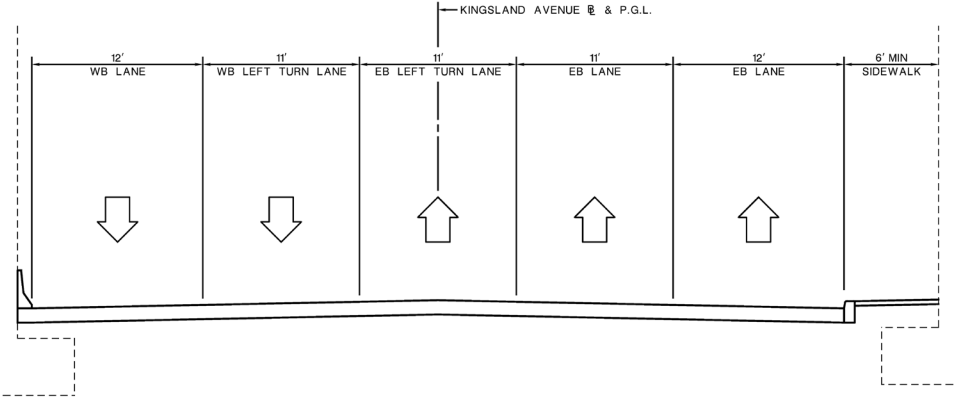 KINGSLAND AVENUE ⅊ & P.G.L.
12' 11' 11' 11' 12' 6' MIN
WB LANE WB LEFT TURN LANE EB LEFT TURN LANE EB LANE EB LANE SIDEWALK